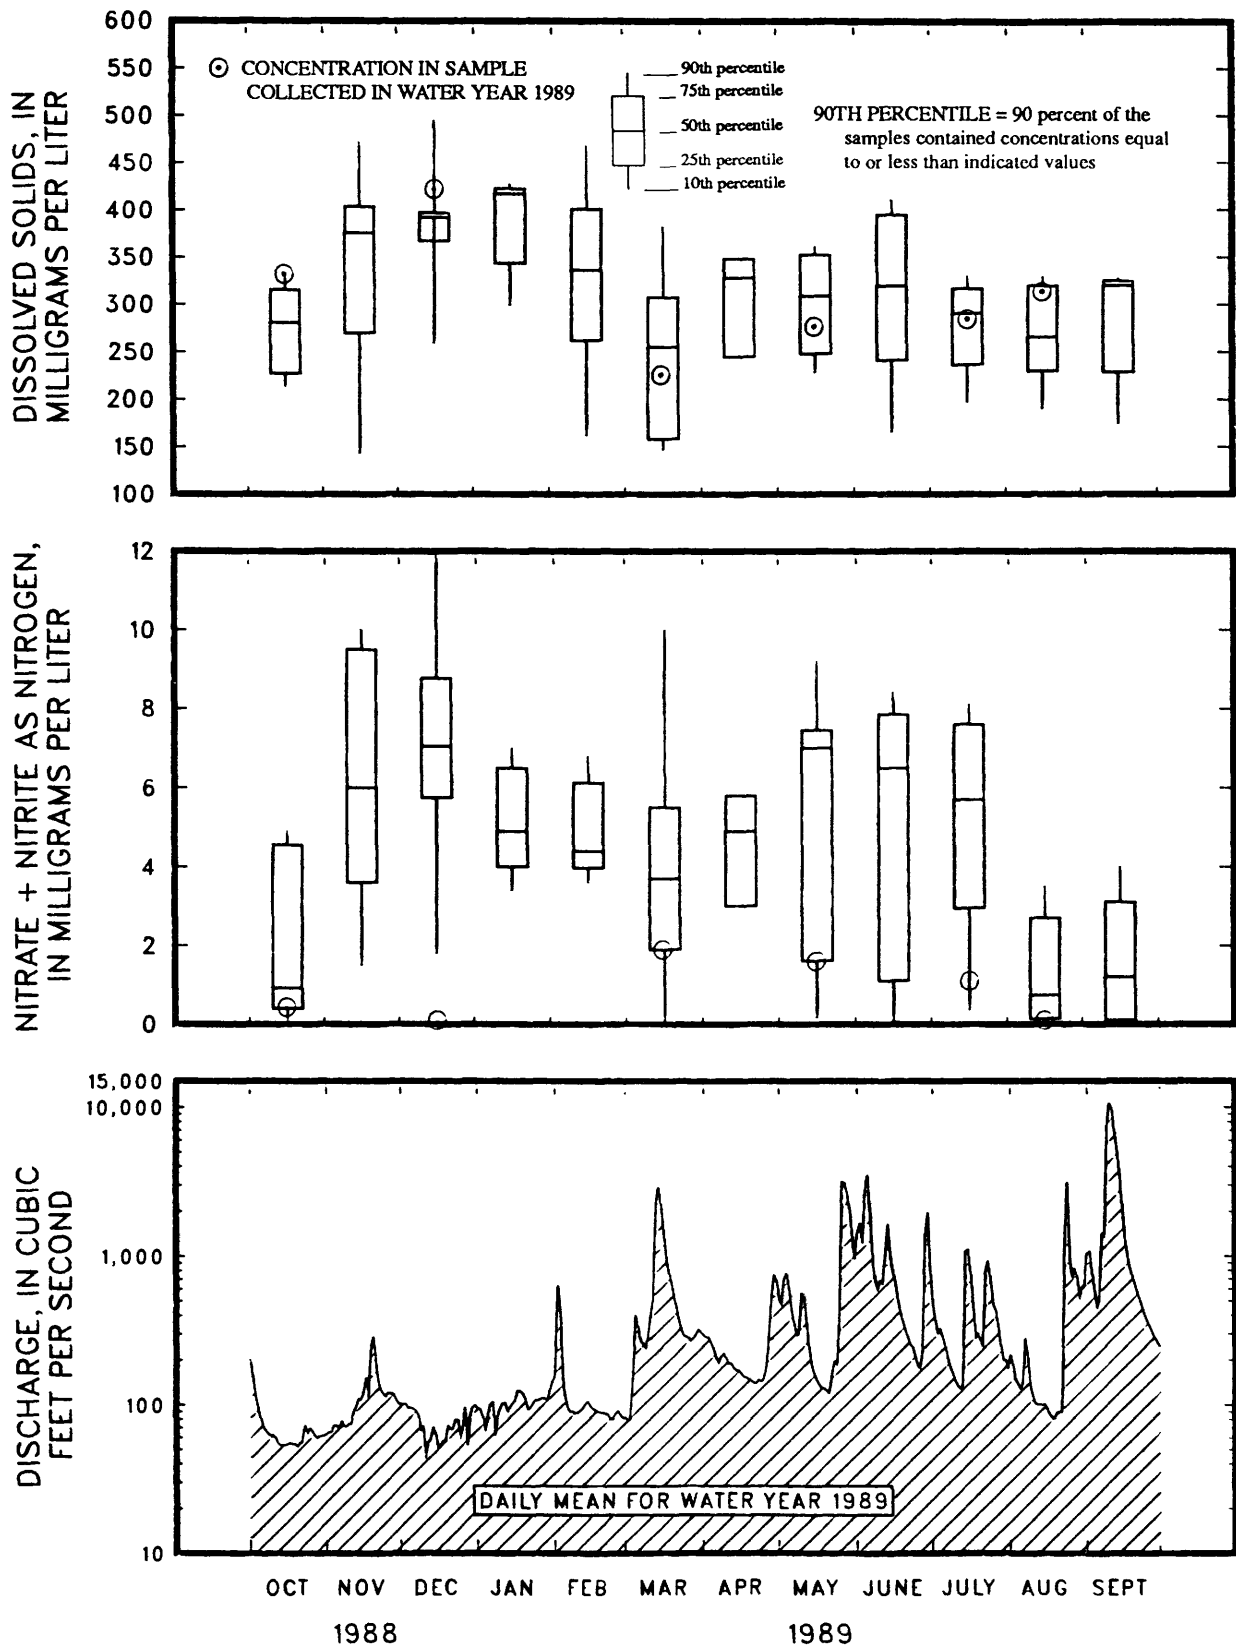 600
550
500
450
400
350
300
250
200
150
100
DISSOLVED SOLIDS, IN
MILLIGRAMS PER LITER
CONCENTRATION IN SAMPLE
COLLECTED IN WATER YEAR 1989
90th percentile
75th percentile
50th percentile
25th percentile
10th percentile
90TH PERCENTILE = 90 percent of the
samples contained concentrations equal
to or less than indicated values
12
10
8
6
4
2
0
NITRATE + NITRITE AS NITROGEN,
IN MILLIGRAMS PER LITER
15,000
10,000
1,000
100
10
DISCHARGE, IN CUBIC
FEET PER SECOND
DAILY MEAN FOR WATER YEAR 1989
OCT NOV DEC JAN FEB MAR APR MAY JUNE JULY AUG SEPT
1988 1989